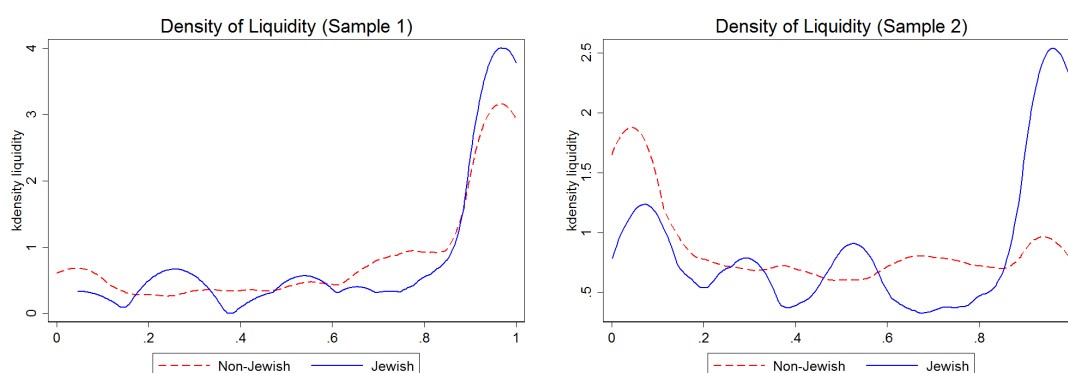 Density of Liquidity (Sample 1)
kdensity liquidity
4
3
2
1
0
0 .2 .4 .6 .8 1
Non-Jewish Jewish
Density of Liquidity (Sample 2)
kdensity liquidity
2.5
2
1.5
1
.5
0 .2 .4 .6 .8
Non-Jewish Jewish